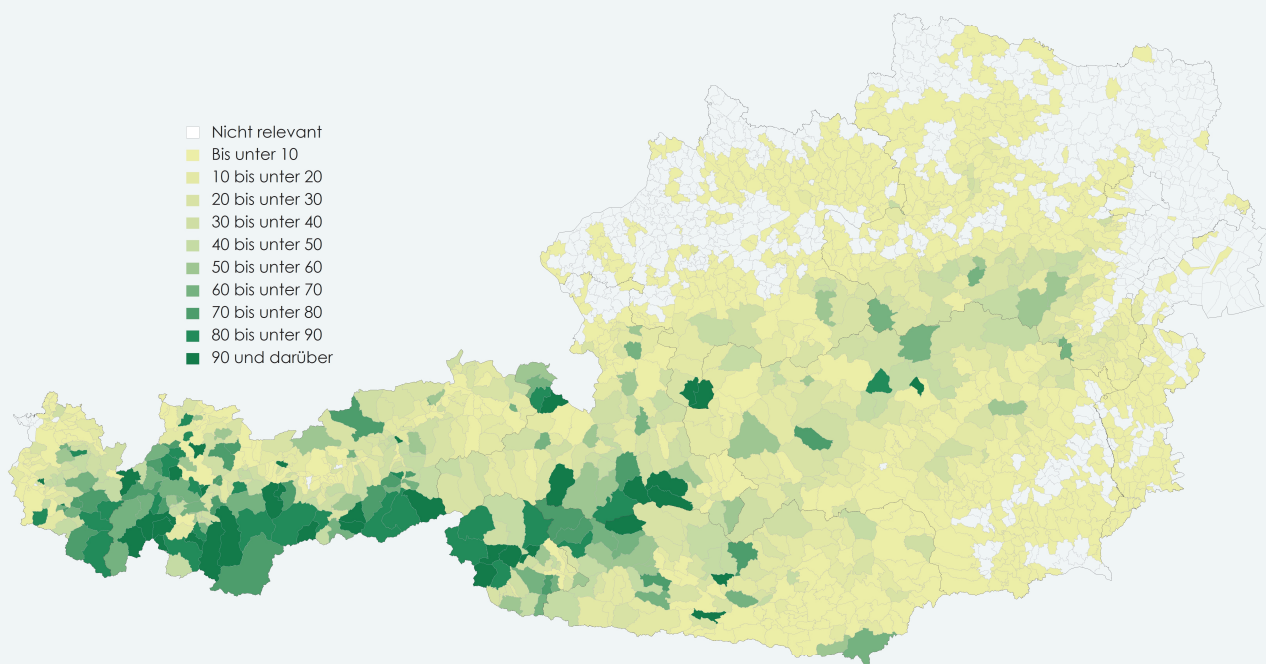 Nicht relevant
Bis unter 10
10 bis unter 20
20 bis unter 30
30 bis unter 40
40 bis unter 50
50 bis unter 60
60 bis unter 70
70 bis unter 80
80 bis unter 90
90 und darüber